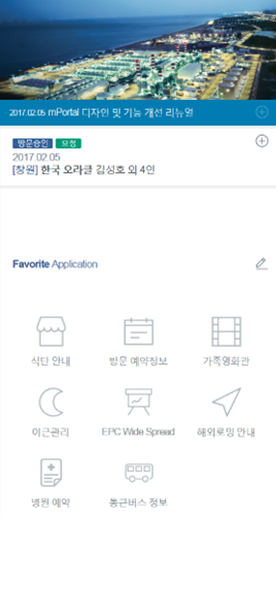 2017.02.05 mPortal 디자인 및 기능 개선 리뉴얼
방문승인 요청
2017.02.05
[창원] 한국 오라클 김성호 외 4인
Favorite Application
식단 안내
방문 예약정보
가족영화관
야근관리
EPC Wide Spread
해외로밍 안내
병원 예약
통근버스 정보